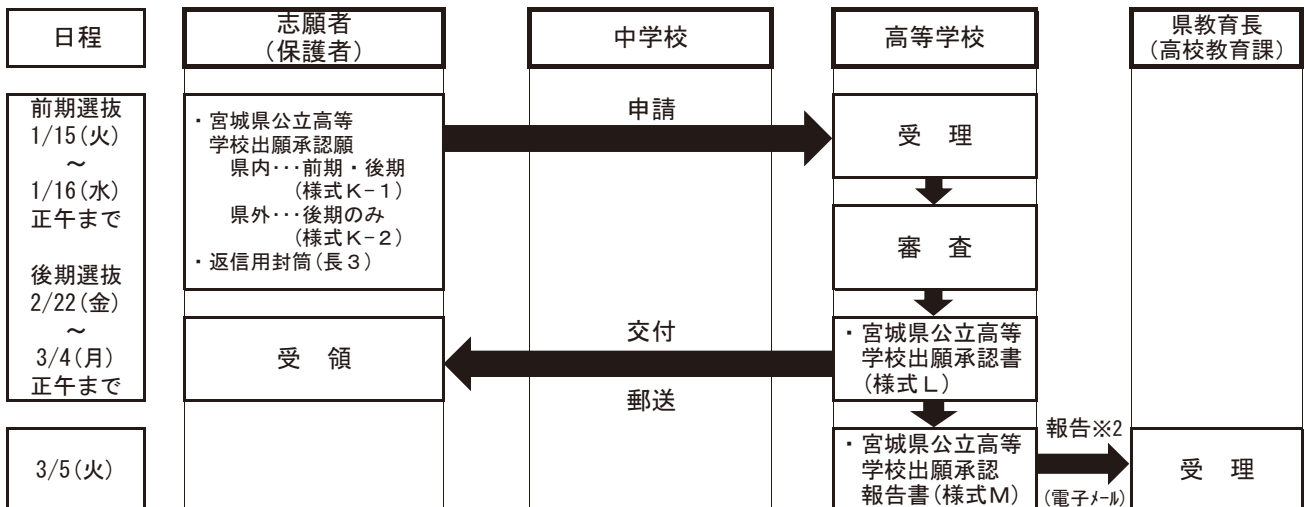 日程
志願者
(保護者)
中学校
高等学校
県教育長
(高校教育課)
前期選抜
1/15(火)
～
1/16(水)
正午まで
後期選抜
2/22(金)
～
3/4(月)
正午まで
・宮城県公立高等
学校出願承認願
県内･･･前期・後期
(様式K-1)
県外･･･後期のみ
(様式K-2)
・返信用封筒(長３)
申請
受　理
審　査
・宮城県公立高等
学校出願承認書
(様式Ｌ)
交付
郵送
受　領
3/5(火)
・宮城県公立高等
学校出願承認
報告書(様式Ｍ)
報告※2
(電子ﾒｰﾙ)
受　理